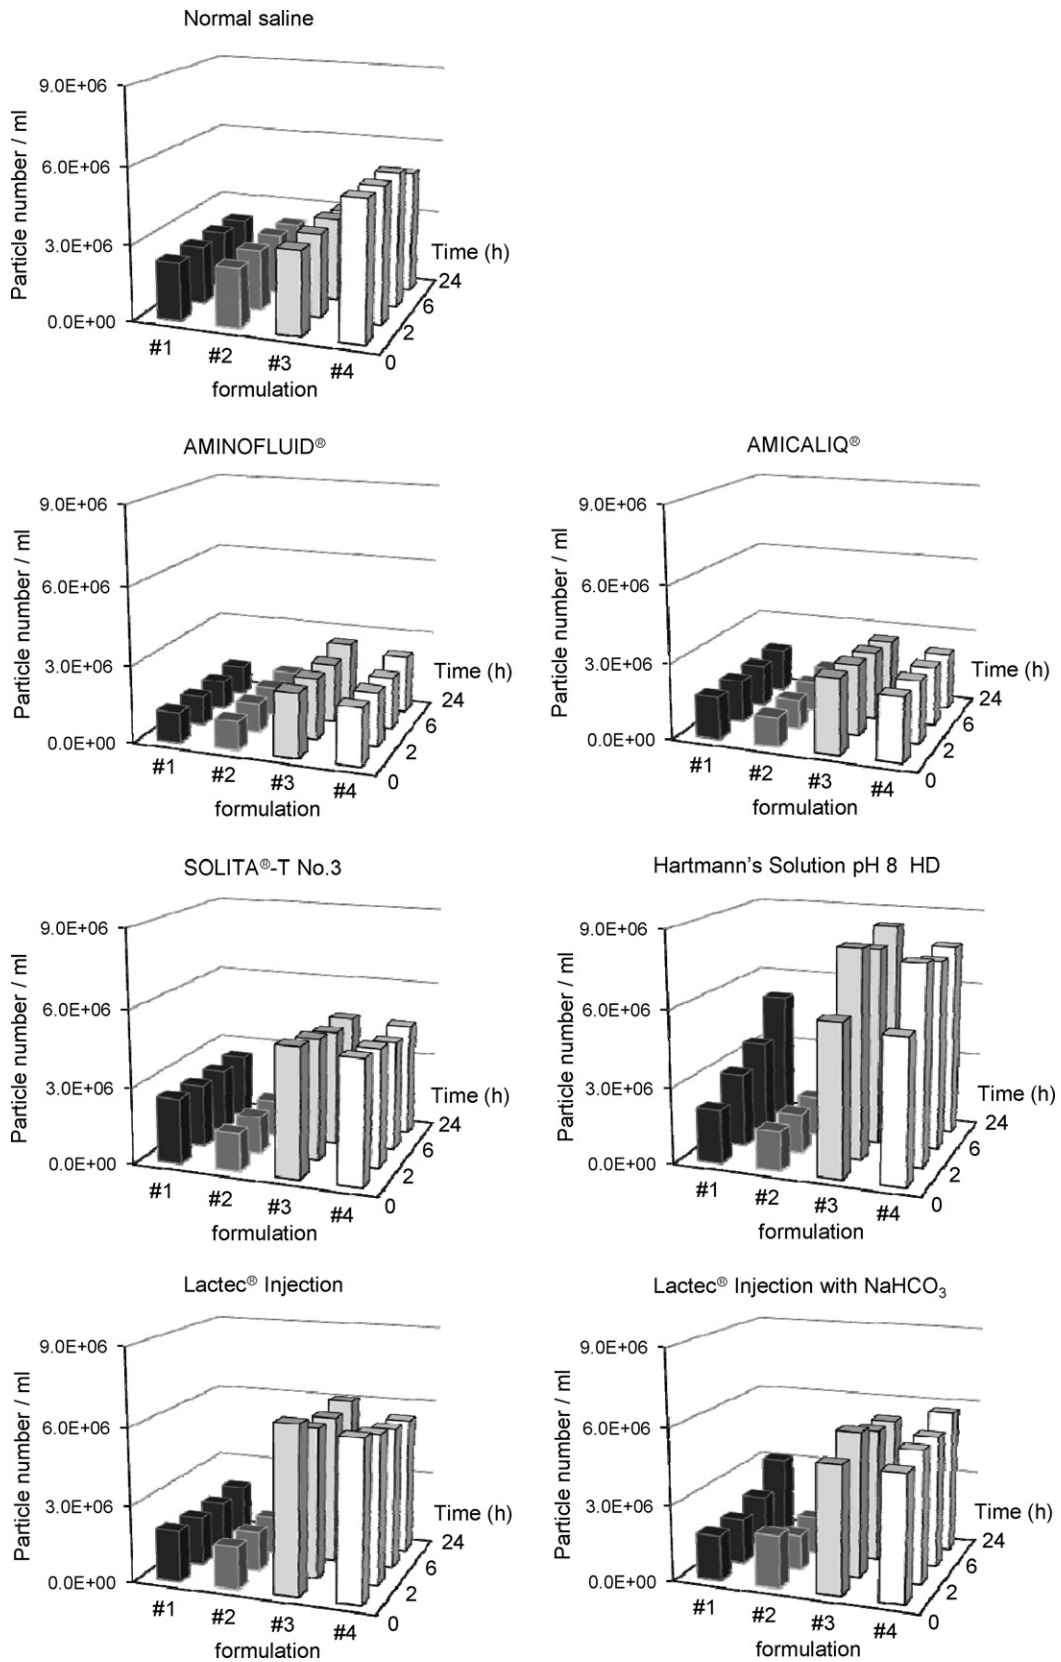 Normal saline
9.0E+06
6.0E+06
3.0E+06
0.0E+00
Particle number / ml
Time (h)
24
6
2
0
#1
#2
#3
#4
formulation
AMINOFLUID®
9.0E+06
6.0E+06
3.0E+06
0.0E+00
Particle number / ml
Time (h)
24
6
2
0
#1
#2
#3
#4
formulation
AMICALIQ®
9.0E+06
6.0E+06
3.0E+06
0.0E+00
Particle number / ml
Time (h)
24
6
2
0
#1
#2
#3
#4
formulation
SOLITA®-T No.3
9.0E+06
6.0E+06
3.0E+06
0.0E+00
Particle number / ml
Time (h)
24
6
2
0
#1
#2
#3
#4
formulation
Hartmann's Solution pH 8 HD
9.0E+06
6.0E+06
3.0E+06
0.0E+00
Particle number / ml
Time (h)
24
6
2
0
#1
#2
#3
#4
formulation
Lactec® Injection
9.0E+06
6.0E+06
3.0E+06
0.0E+00
Particle number / ml
Time (h)
24
6
2
0
#1
#2
#3
#4
formulation
Lactec® Injection with NaHCO₃
9.0E+06
6.0E+06
3.0E+06
0.0E+00
Particle number / ml
Time (h)
24
6
2
0
#1
#2
#3
#4
formulation